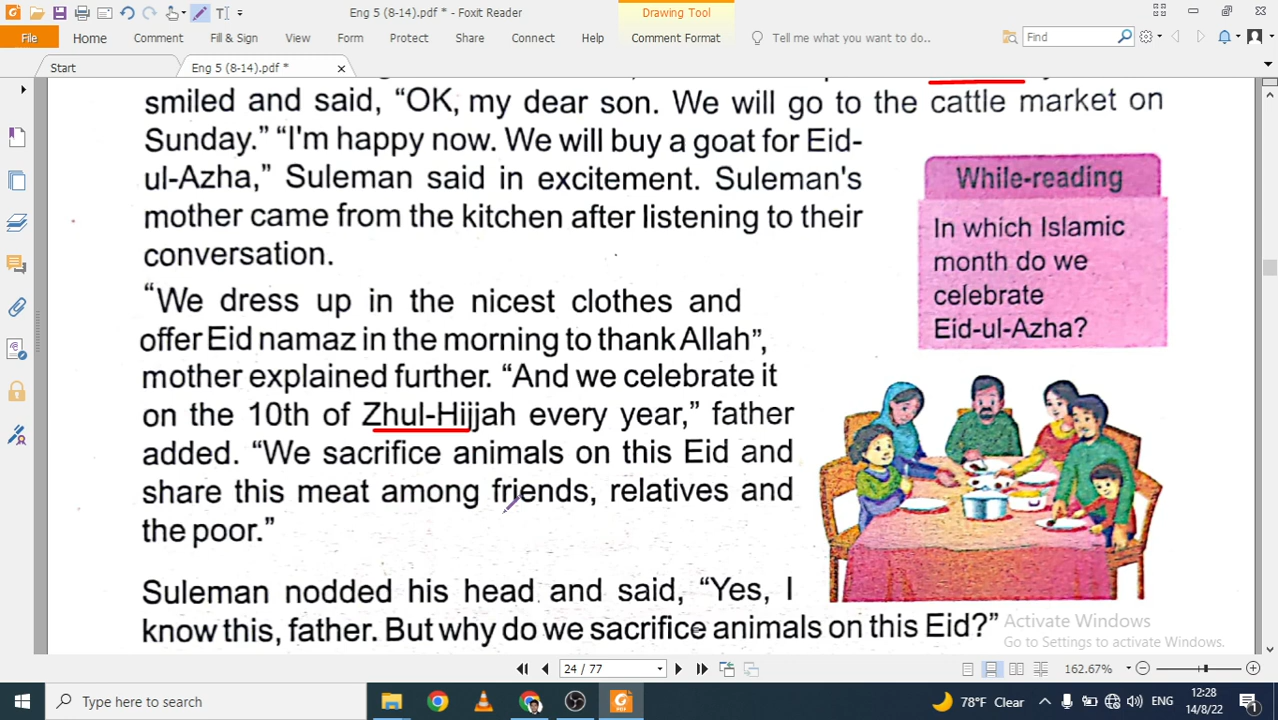 Eng 5 (8-14).pdf * - Foxit Reader
Drawing Tool
File
Home
Comment
Fill & Sign
View
Form
Protect
Share
Connect
Help
Comment Format
Tell me what you want to do..
Find
Start
Eng 5 (8-14).pdf *
smiled and said, “OK, my dear son. We will go to the cattle market on
Sunday.” “I'm happy now. We will buy a goat for Eid-
ul-Azha,” Suleman said in excitement. Suleman's
mother came from the kitchen after listening to their
conversation.
“We dress up in the nicest clothes and
offer Eid namaz in the morning to thank Allah”,
mother explained further. “And we celebrate it
on the 10th of Zhul-Hijjah every year,” father
added. “We sacrifice animals on this Eid and
share this meat among friends, relatives and
the poor.”
Suleman nodded his head and said, “Yes, I
know this, father. But why do we sacrifice animals on this Eid?”
While-reading
In which Islamic
month do we
celebrate
Eid-ul-Azha?
Activate Windows
Go to Settings to activate Windows.
24 / 77
162.67%
Type here to search
78°F Clear
ENG
12:28
14/8/22